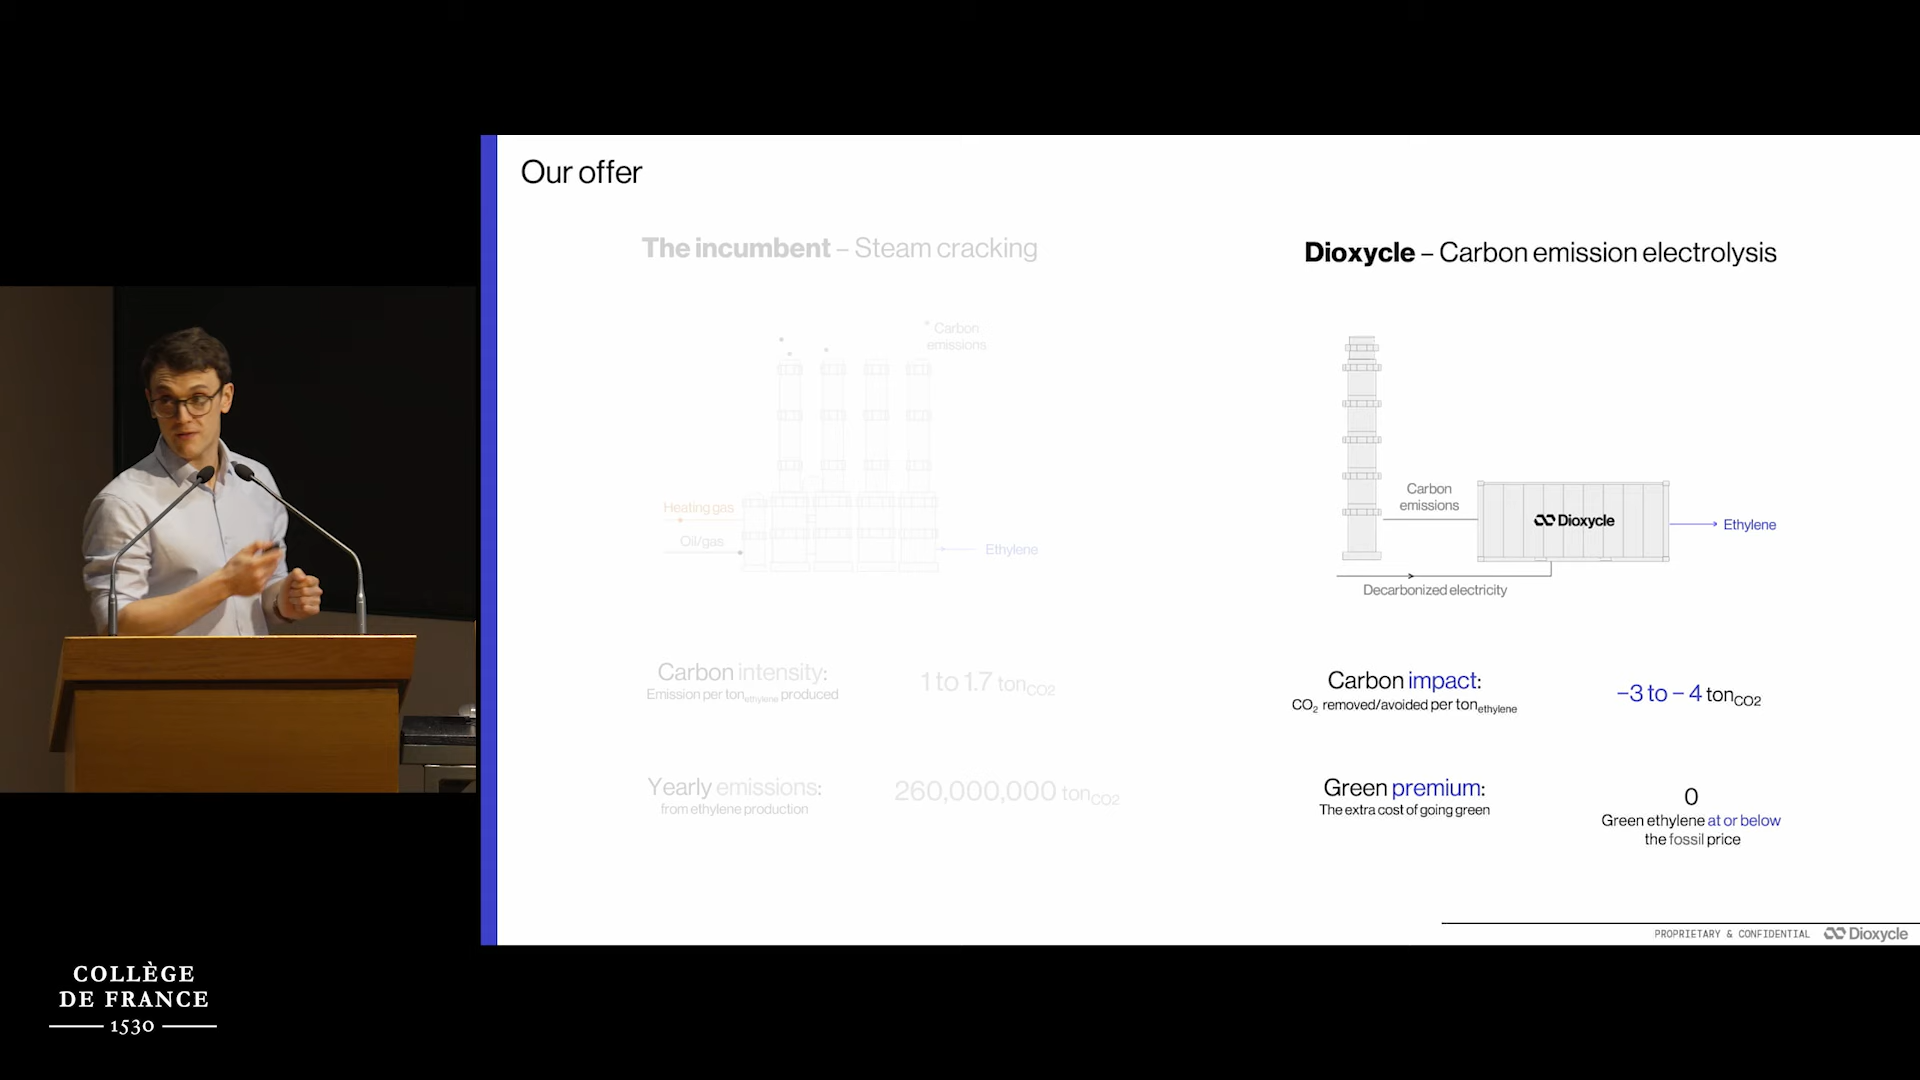 Our offer
The incumbent – Steam cracking
Carbon
emissions
Heating gas
Oil/gas
Ethylene
Carbon intensity:
Emission per ton ethylene produced
1 to 1.7 tonCO2
Yearly emissions:
from ethylene production
260,000,000 tonCO2
Dioxycle – Carbon emission electrolysis
Carbon
emissions
Dioxycle
Ethylene
Decarbonized electricity
Carbon impact:
CO2 removed/avoided per ton ethylene
–3 to – 4 tonCO2
Green premium:
The extra cost of going green
0
Green ethylene at or below
the fossil price
PROPRIETARY & CONFIDENTIAL Dioxycle
COLLÈGE
DE FRANCE
1530